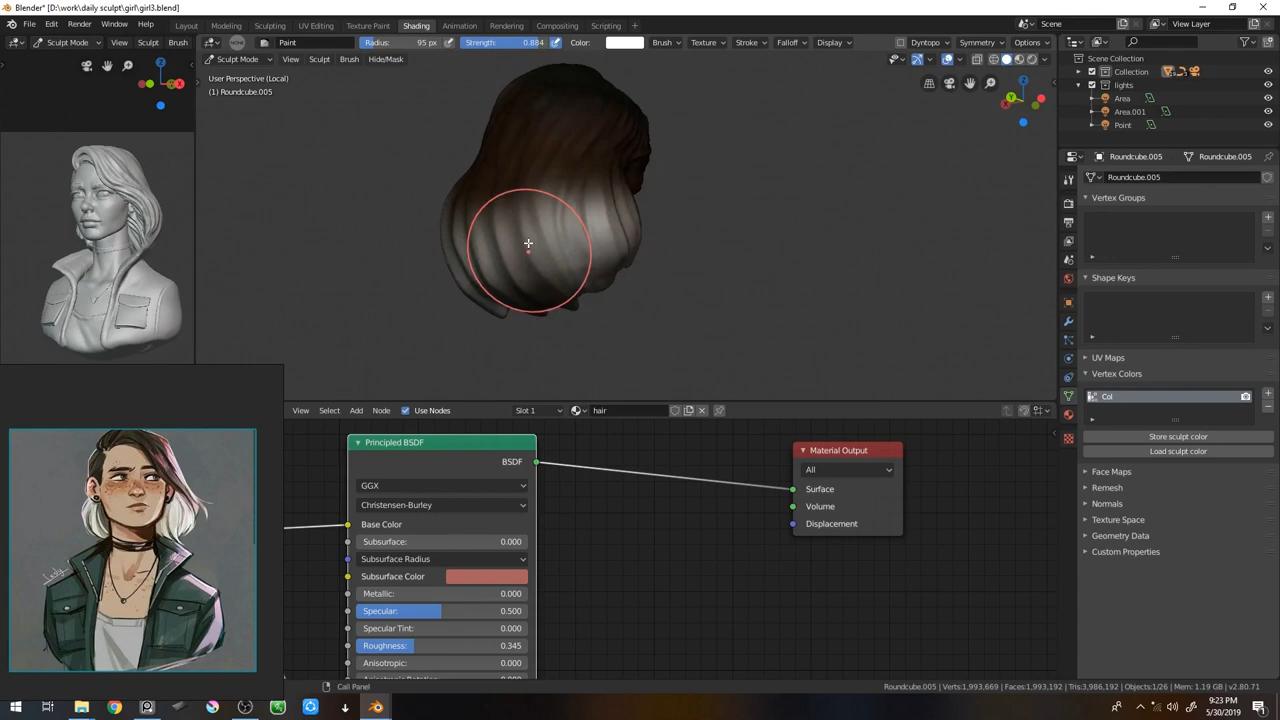 Blender* [D:\work\daily sculpt\girl\girl3.blend]
File Edit Render Window Help Layout Modeling Sculpting UV Editing Texture Paint Shading Animation Rendering Compositing Scripting Scene View Layer
Sculpt Mode View Sculpt Brush Paint Radius: 95 px Strength: 0.884 Color: Brush Texture Stroke Falloff Display Dyntopo Symmetry Options
Sculpt Mode View Sculpt Brush Hide/Mask
Scene Collection
User Perspective (Local)
Collection
(1) Roundcube.005
lights
Area
Area.001
Point
Roundcube.005 Roundcube.005
Roundcube.005
Vertex Groups
Shape Keys
UV Maps
Vertex Colors
Col
View Select Add Node Use Nodes Slot 1 hair
Store sculpt color
Load sculpt color
Principled BSDF
BSDF
GGX
Christensen-Burley
Base Color
Subsurface: 0.000
Subsurface Radius
Subsurface Color
Metallic: 0.000
Specular: 0.500
Specular Tint: 0.000
Roughness: 0.345
Anisotropic: 0.000
Material Output
All
Surface
Volume
Displacement
Face Maps
Remesh
Normals
Texture Space
Geometry Data
Custom Properties
Call Panel
Roundcube.005 | Verts:1,993,669 | Faces:1,993,192 | Tris:3,986,192 | Objects:1/26 | Mem: 1.19 GB | v2.80.71
9:23 PM
5/30/2019